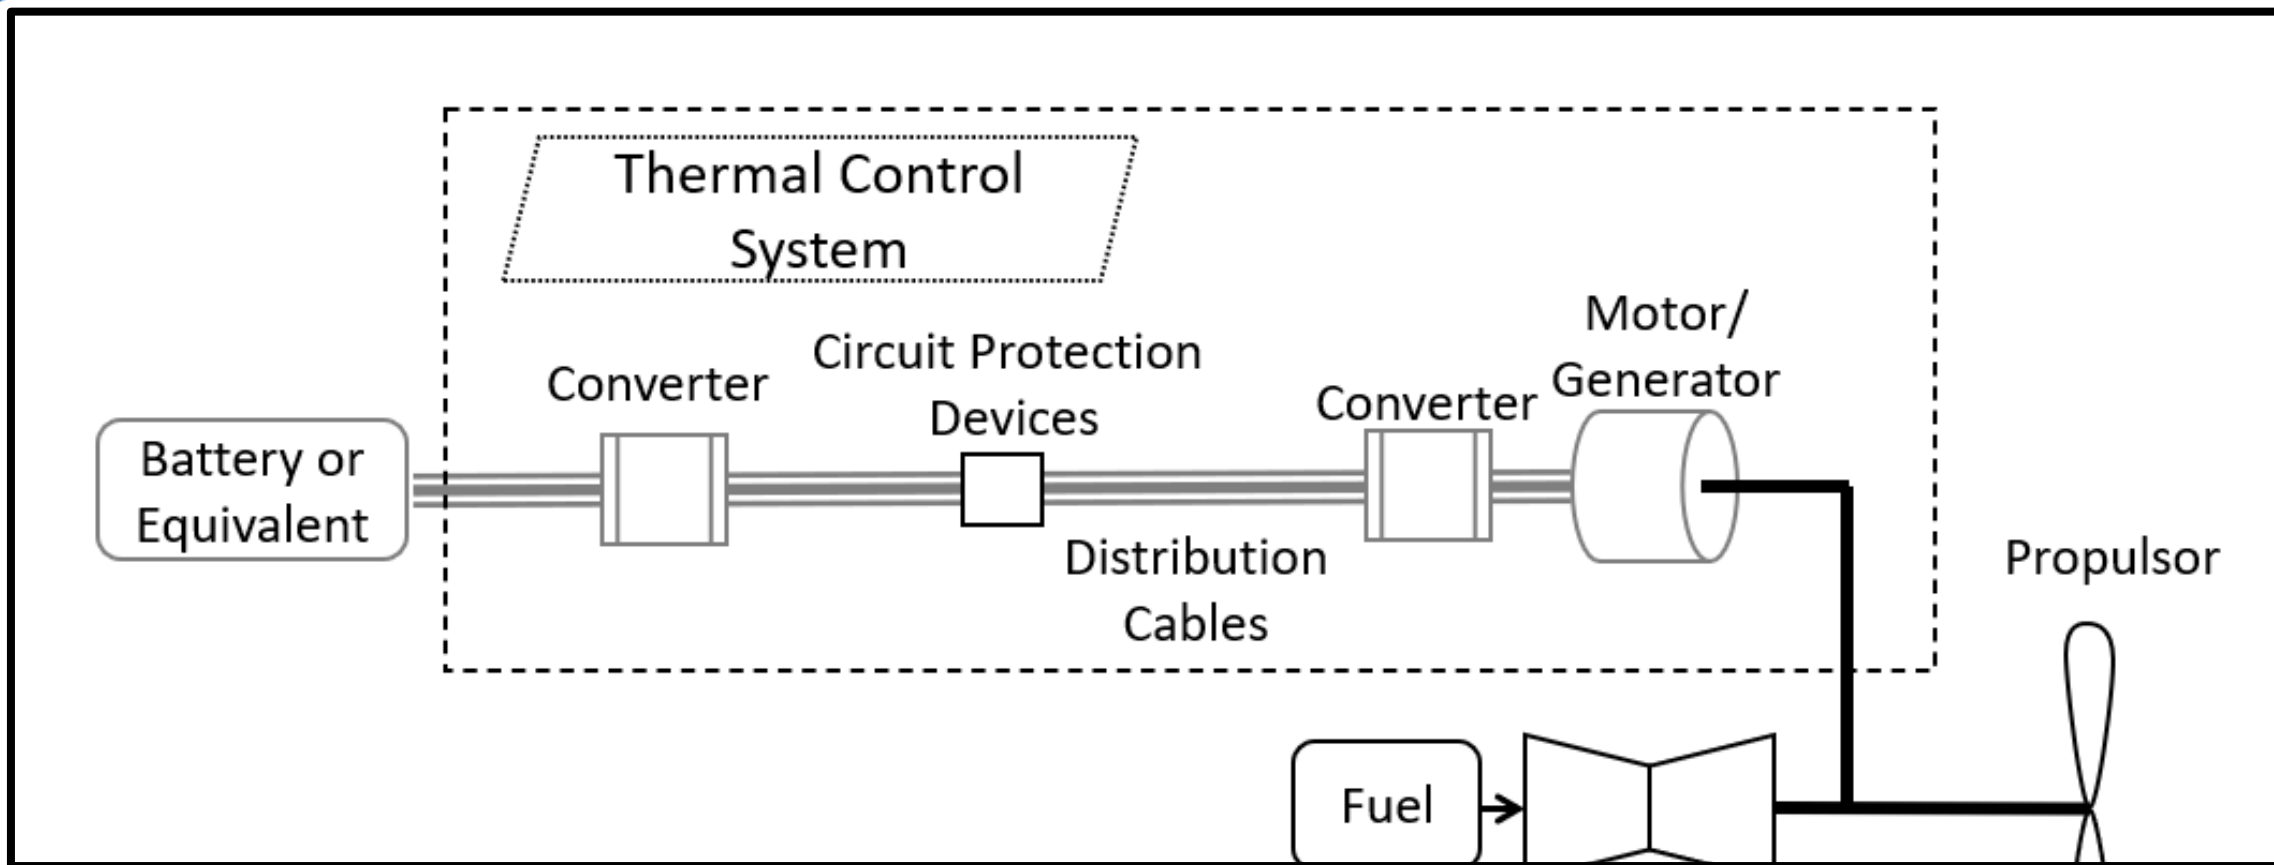 Thermal Control
System
Motor/
Generator
Circuit Protection
Devices
Converter
Converter
Battery or
Equivalent
Distribution
Cables
Propulsor
Fuel